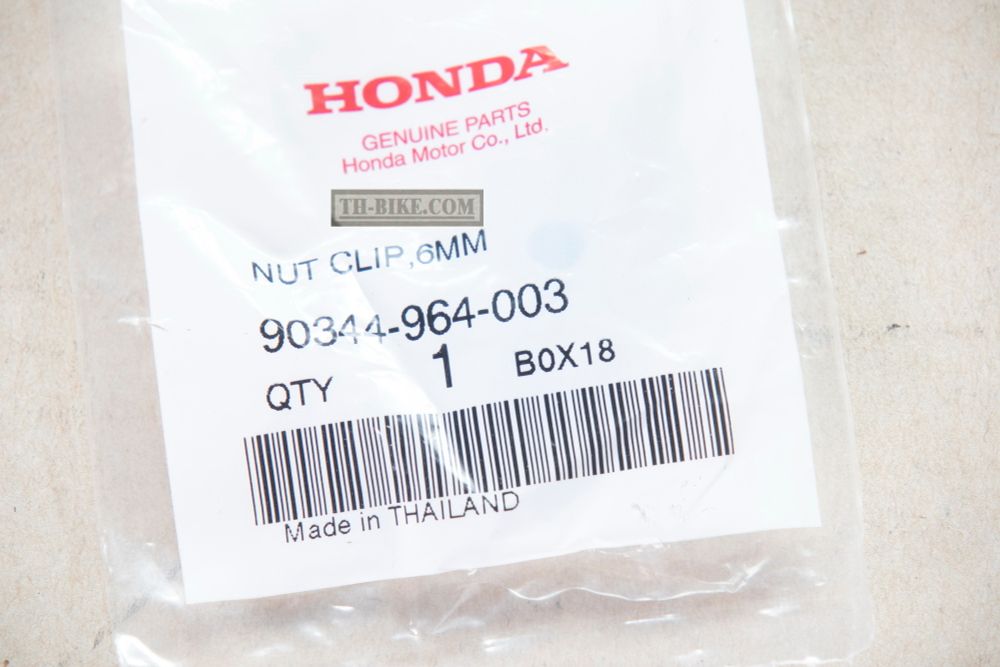 HONDA
GENUINE PARTS
Honda Motor Co., Ltd.
TH-BIKE.COM
NUT CLIP,6MM
90344-964-003
QTY 1 B0X18
Made in THAILAND